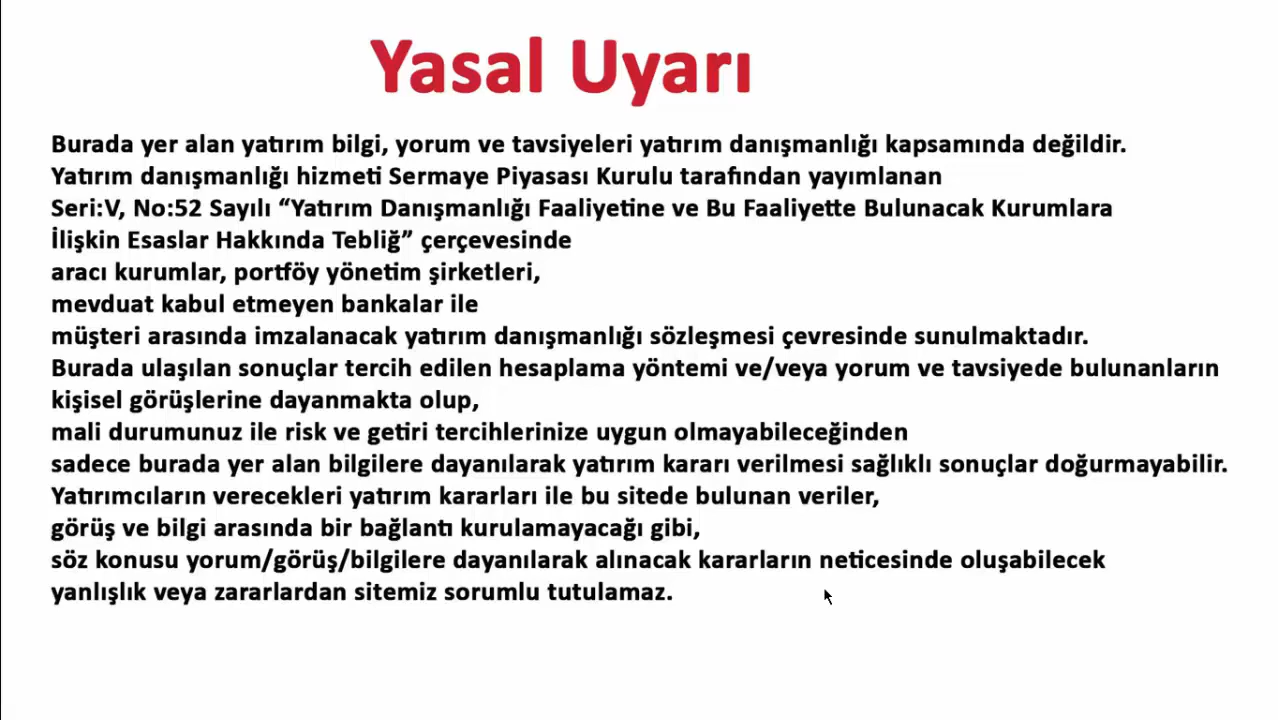 Yasal Uyarı
Burada yer alan yatırım bilgi, yorum ve tavsiyeleri yatırım danışmanlığı kapsamında değildir.
Yatırım danışmanlığı hizmeti Sermaye Piyasası Kurulu tarafından yayımlanan
Seri:V, No:52 Sayılı “Yatırım Danışmanlığı Faaliyetine ve Bu Faaliyette Bulunacak Kurumlara
İlişkin Esaslar Hakkında Tebliğ” çerçevesinde
aracı kurumlar, portföy yönetim şirketleri,
mevduat kabul etmeyen bankalar ile
müşteri arasında imzalanacak yatırım danışmanlığı sözleşmesi çevresinde sunulmaktadır.
Burada ulaşılan sonuçlar tercih edilen hesaplama yöntemi ve/veya yorum ve tavsiyede bulunanların
kişisel görüşlerine dayanmakta olup,
mali durumunuz ile risk ve getiri tercihlerinize uygun olmayabileceğinden
sadece burada yer alan bilgilere dayanılarak yatırım kararı verilmesi sağlıklı sonuçlar doğurmayabilir.
Yatırımcıların verecekleri yatırım kararları ile bu sitede bulunan veriler,
görüş ve bilgi arasında bir bağlantı kurulamayacağı gibi,
söz konusu yorum/görüş/bilgilere dayanılarak alınacak kararların neticesinde oluşabilecek
yanlışlık veya zararlardan sitemiz sorumlu tutulamaz.